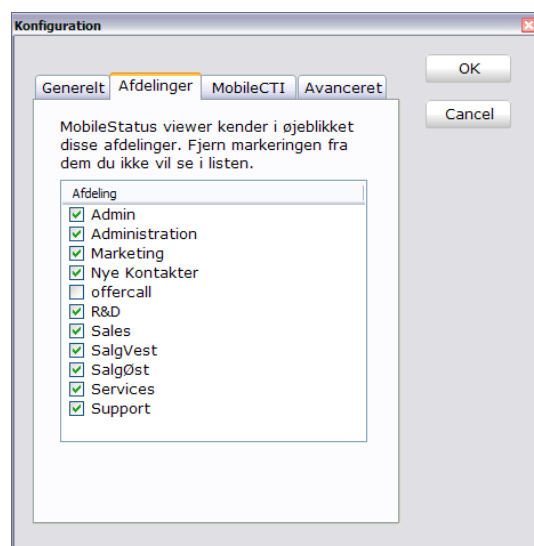 Konfiguration
OK
Cancel
Generelt Afdelinger MobileCTI Avanceret
MobileStatus viewer kender i øjeblikket
disse afdelinger. Fjern markeringen fra
dem du ikke vil se i listen.
Afdeling
Admin
Administration
Marketing
Nye Kontakter
offercall
R&D
Sales
SalgVest
SalgØst
Services
Support